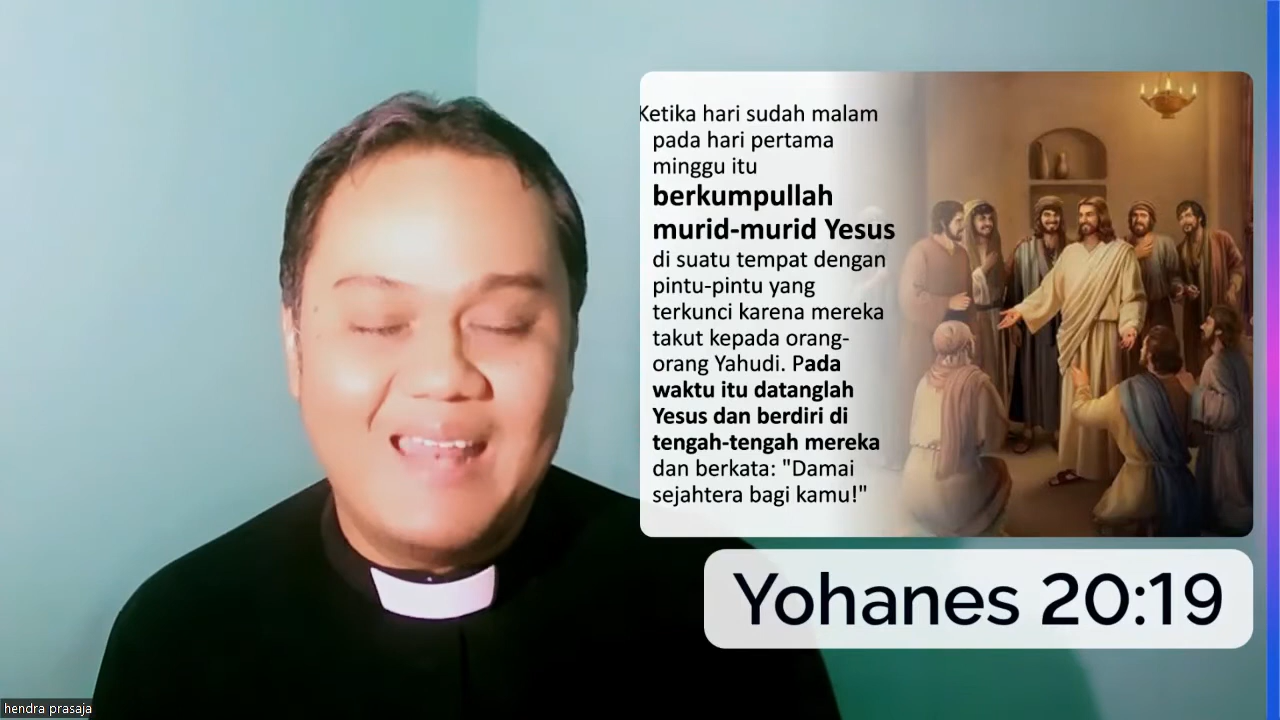 Ketika hari sudah malam
pada hari pertama
minggu itu
berkumpullah
murid-murid Yesus
di suatu tempat dengan
pintu-pintu yang
terkunci karena mereka
takut kepada orang-
orang Yahudi. Pada
waktu itu datanglah
Yesus dan berdiri di
tengah-tengah mereka
dan berkata: "Damai
sejahtera bagi kamu!"
Yohanes 20:19
hendra prasaja